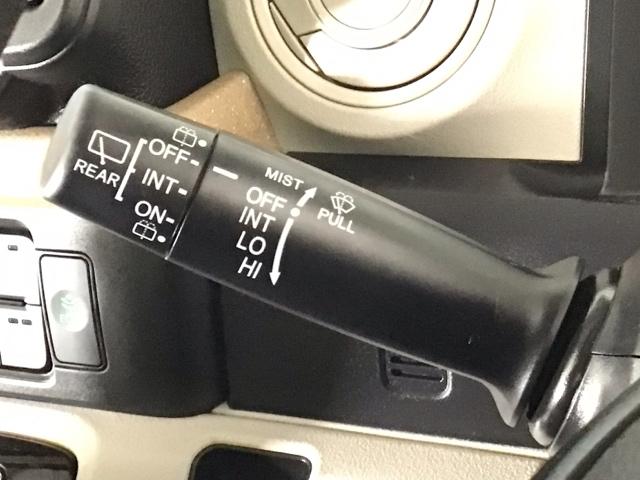 REAR
OFF-
INT-
ON-
MIST
OFF
INT
LO
HI
PULL